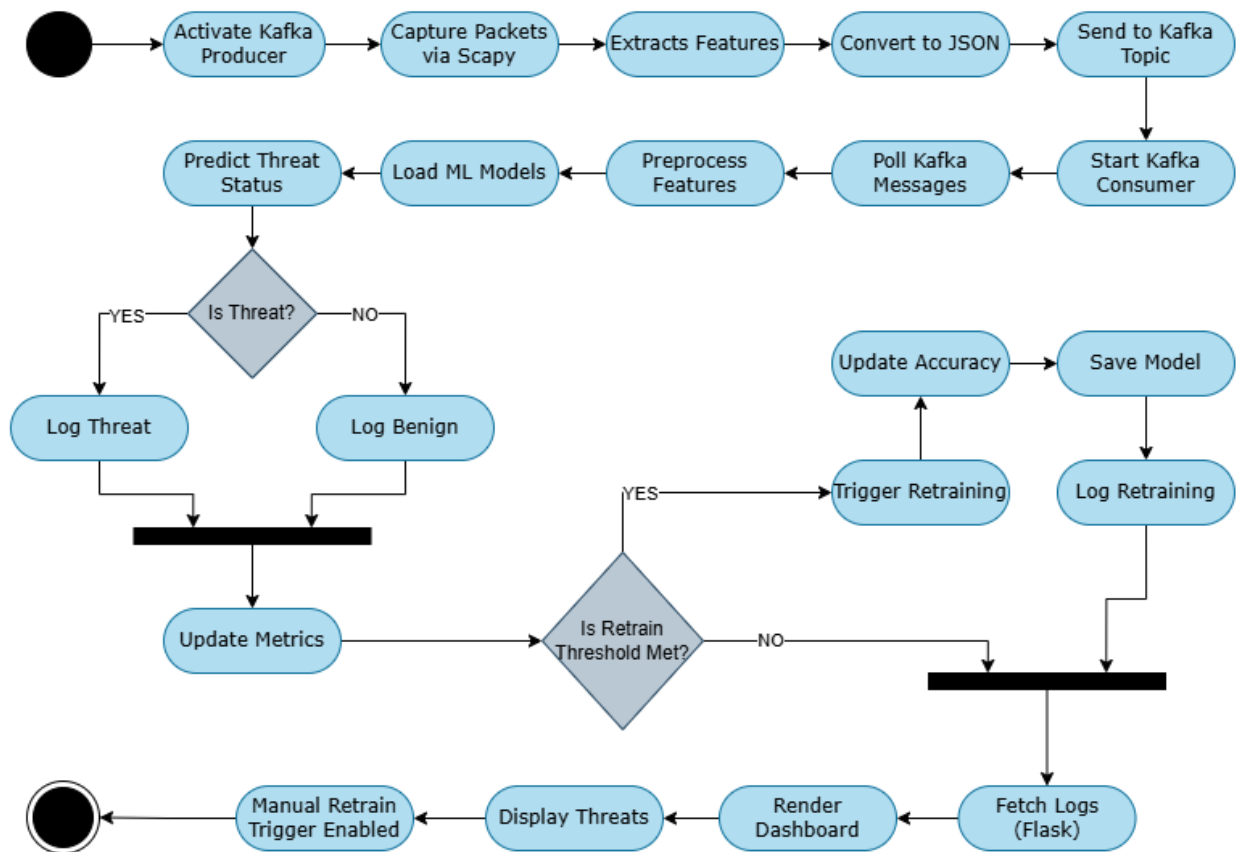 Activate Kafka
Producer
Capture Packets
via Scapy
Extracts Features
Convert to JSON
Send to Kafka
Topic
Start Kafka
Consumer
Poll Kafka
Messages
Preprocess
Features
Load ML Models
Predict Threat
Status
Is Threat?
YES
NO
Log Threat
Log Benign
Update Metrics
Is Retrain
Threshold Met?
YES
NO
Trigger Retraining
Update Accuracy
Save Model
Log Retraining
Fetch Logs
(Flask)
Render
Dashboard
Display Threats
Manual Retrain
Trigger Enabled